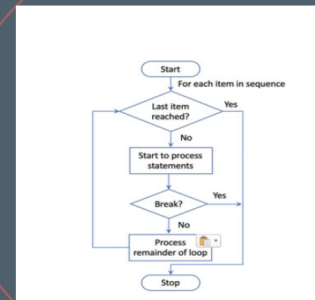 Start
For each item in sequence
Last item
reached?
Yes
No
Start to process
statements
Break?
Yes
No
Process
remainder of loop
Stop